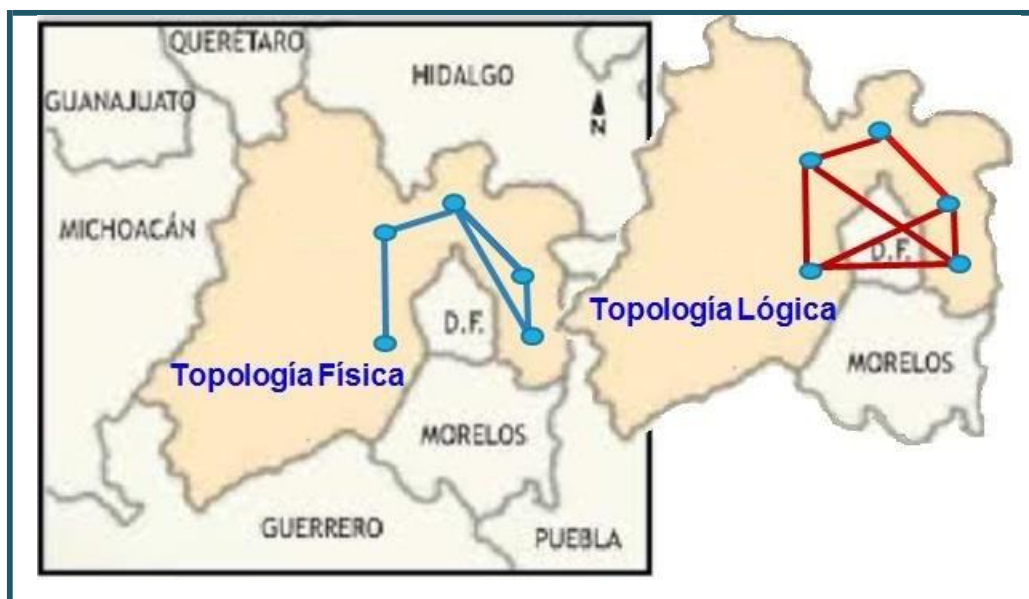 QUERÉTARO
HIDALGO
GUANAJUATO
N
MICHOACÁN
D.F.
Topología Física
MORELOS
GUERRERO
PUEBLA
D.F.
Topología Lógica
MORELOS